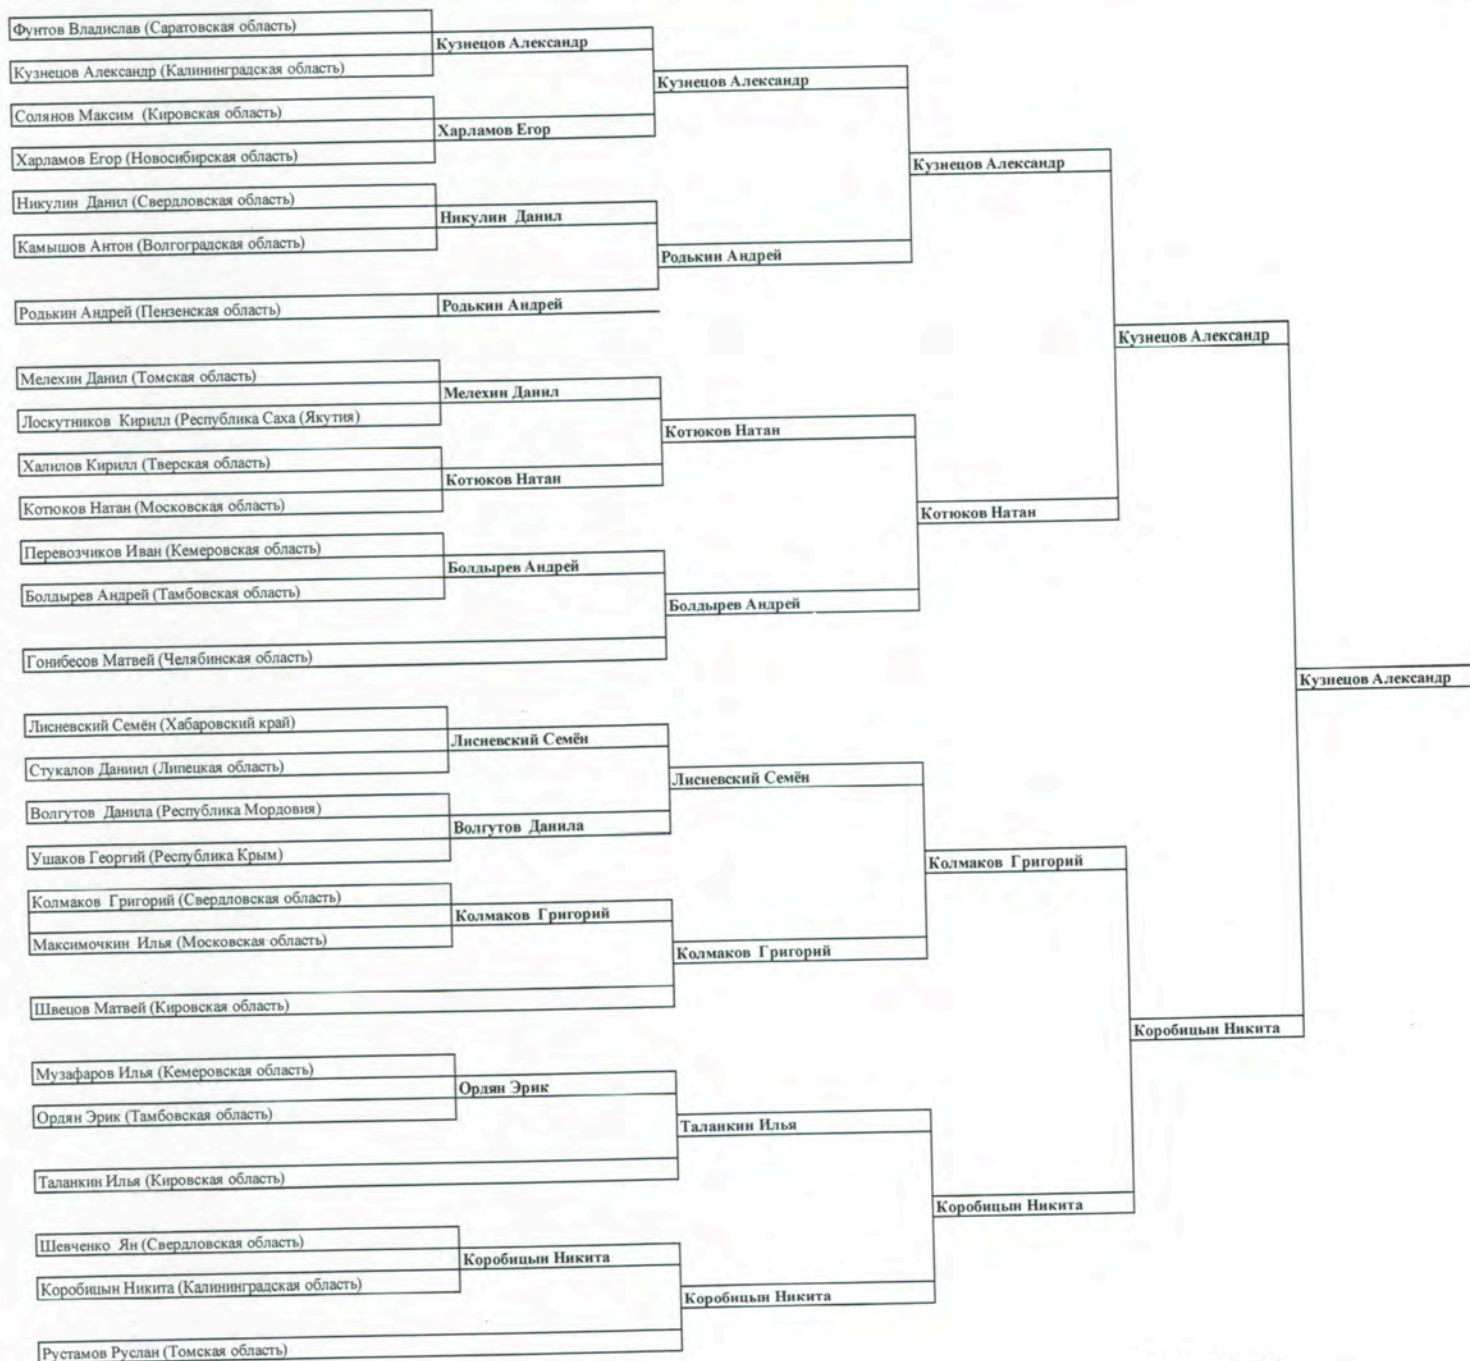 Фунтов Владислав (Саратовская область)
Кузнецов Александр
Кузнецов Александр (Калининградская область)
Кузнецов Александр
Солянов Максим (Кировская область)
Харламов Егор
Харламов Егор (Новосибирская область)
Кузнецов Александр
Никулин Данил (Свердловская область)
Никулин Данил
Камышов Антон (Волгоградская область)
Родькин Андрей
Родькин Андрей (Пензенская область)
Родькин Андрей
Кузнецов Александр
Мелехин Данил (Томская область)
Мелехин Данил
Лоскутников Кирилл (Республика Саха (Якутия)
Котюков Натан
Халилов Кирилл (Тверская область)
Котюков Натан
Котюков Натан (Московская область)
Котюков Натан
Перевозчиков Иван (Кемеровская область)
Болдырев Андрей
Болдырев Андрей (Тамбовская область)
Болдырев Андрей
Гонибесов Матвей (Челябинская область)
Кузнецов Александр
Лисневский Семён (Хабаровский край)
Лисневский Семён
Стукалов Даниил (Липецкая область)
Лисневский Семён
Волгутов Данила (Республика Мордовия)
Волгутов Данила
Ушаков Георгий (Республика Крым)
Колмаков Григорий
Колмаков Григорий (Свердловская область)
Колмаков Григорий
Максимочкин Илья (Московская область)
Колмаков Григорий
Швецов Матвей (Кировская область)
Коробицын Никита
Музафаров Илья (Кемеровская область)
Ордян Эрик
Ордян Эрик (Тамбовская область)
Таланкин Илья
Таланкин Илья (Кировская область)
Коробицын Никита
Шевченко Ян (Свердловская область)
Коробицын Никита
Коробицын Никита (Калининградская область)
Коробицын Никита
Рустамов Руслан (Томская область)